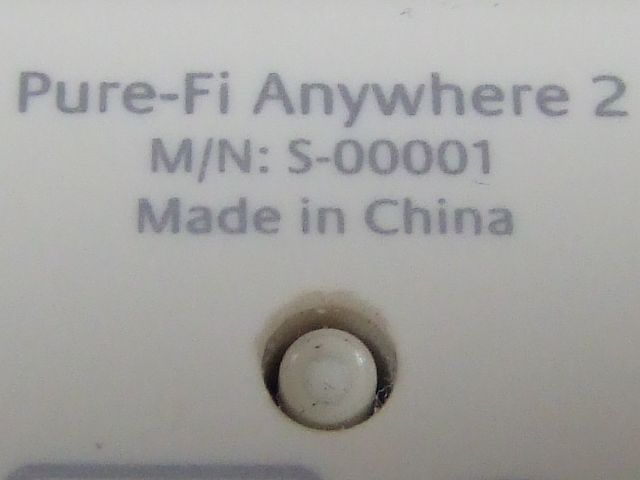 Pure-Fi Anywhere 2
M/N: S-00001
Made in China